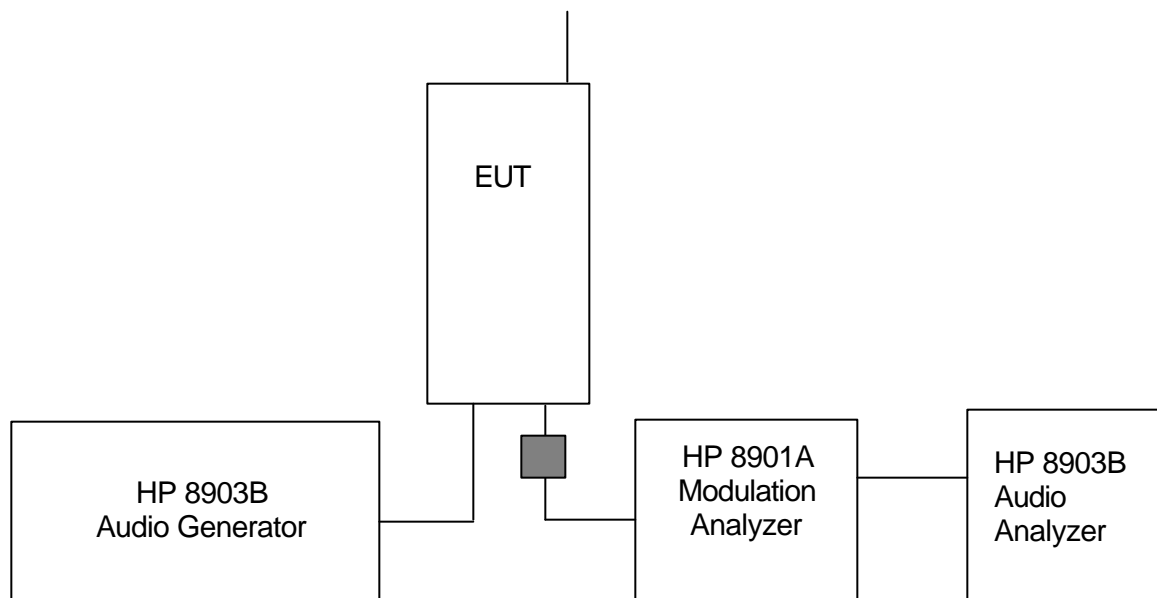 EUT
HP 8903B
Audio Generator
HP 8901A
Modulation
Analyzer
HP 8903B
Audio
Analyzer